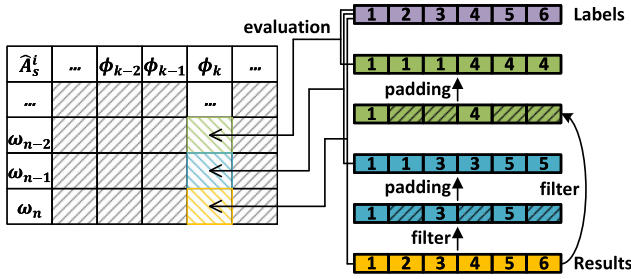 evaluation
1 2 3 4 5 6 Labels
Â_s^i ... ϕ_{k-2} ϕ_{k-1} ϕ_k ...
1 1 1 4 4 4
padding
... ...
1 4
ω_{n-2}
1 1 3 3 5 5
ω_{n-1}
padding
filter
1 3 5
ω_n
filter
1 2 3 4 5 6 Results